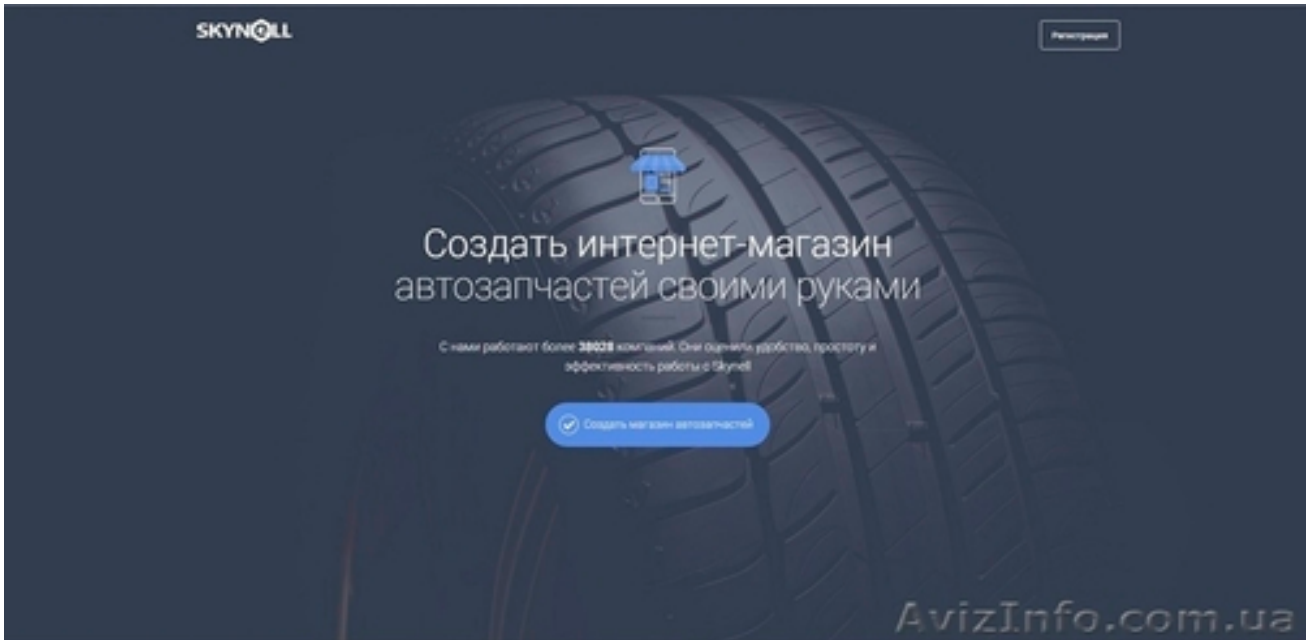 SKYNELL
Регистрация
Создать интернет-магазин
автозапчастей своими руками
С нами работают более 38028 компаний. Они оценили удобство, простоту и
эффективность работы с Skynell
Создать магазин автозапчастей
AvizInfo.com.ua